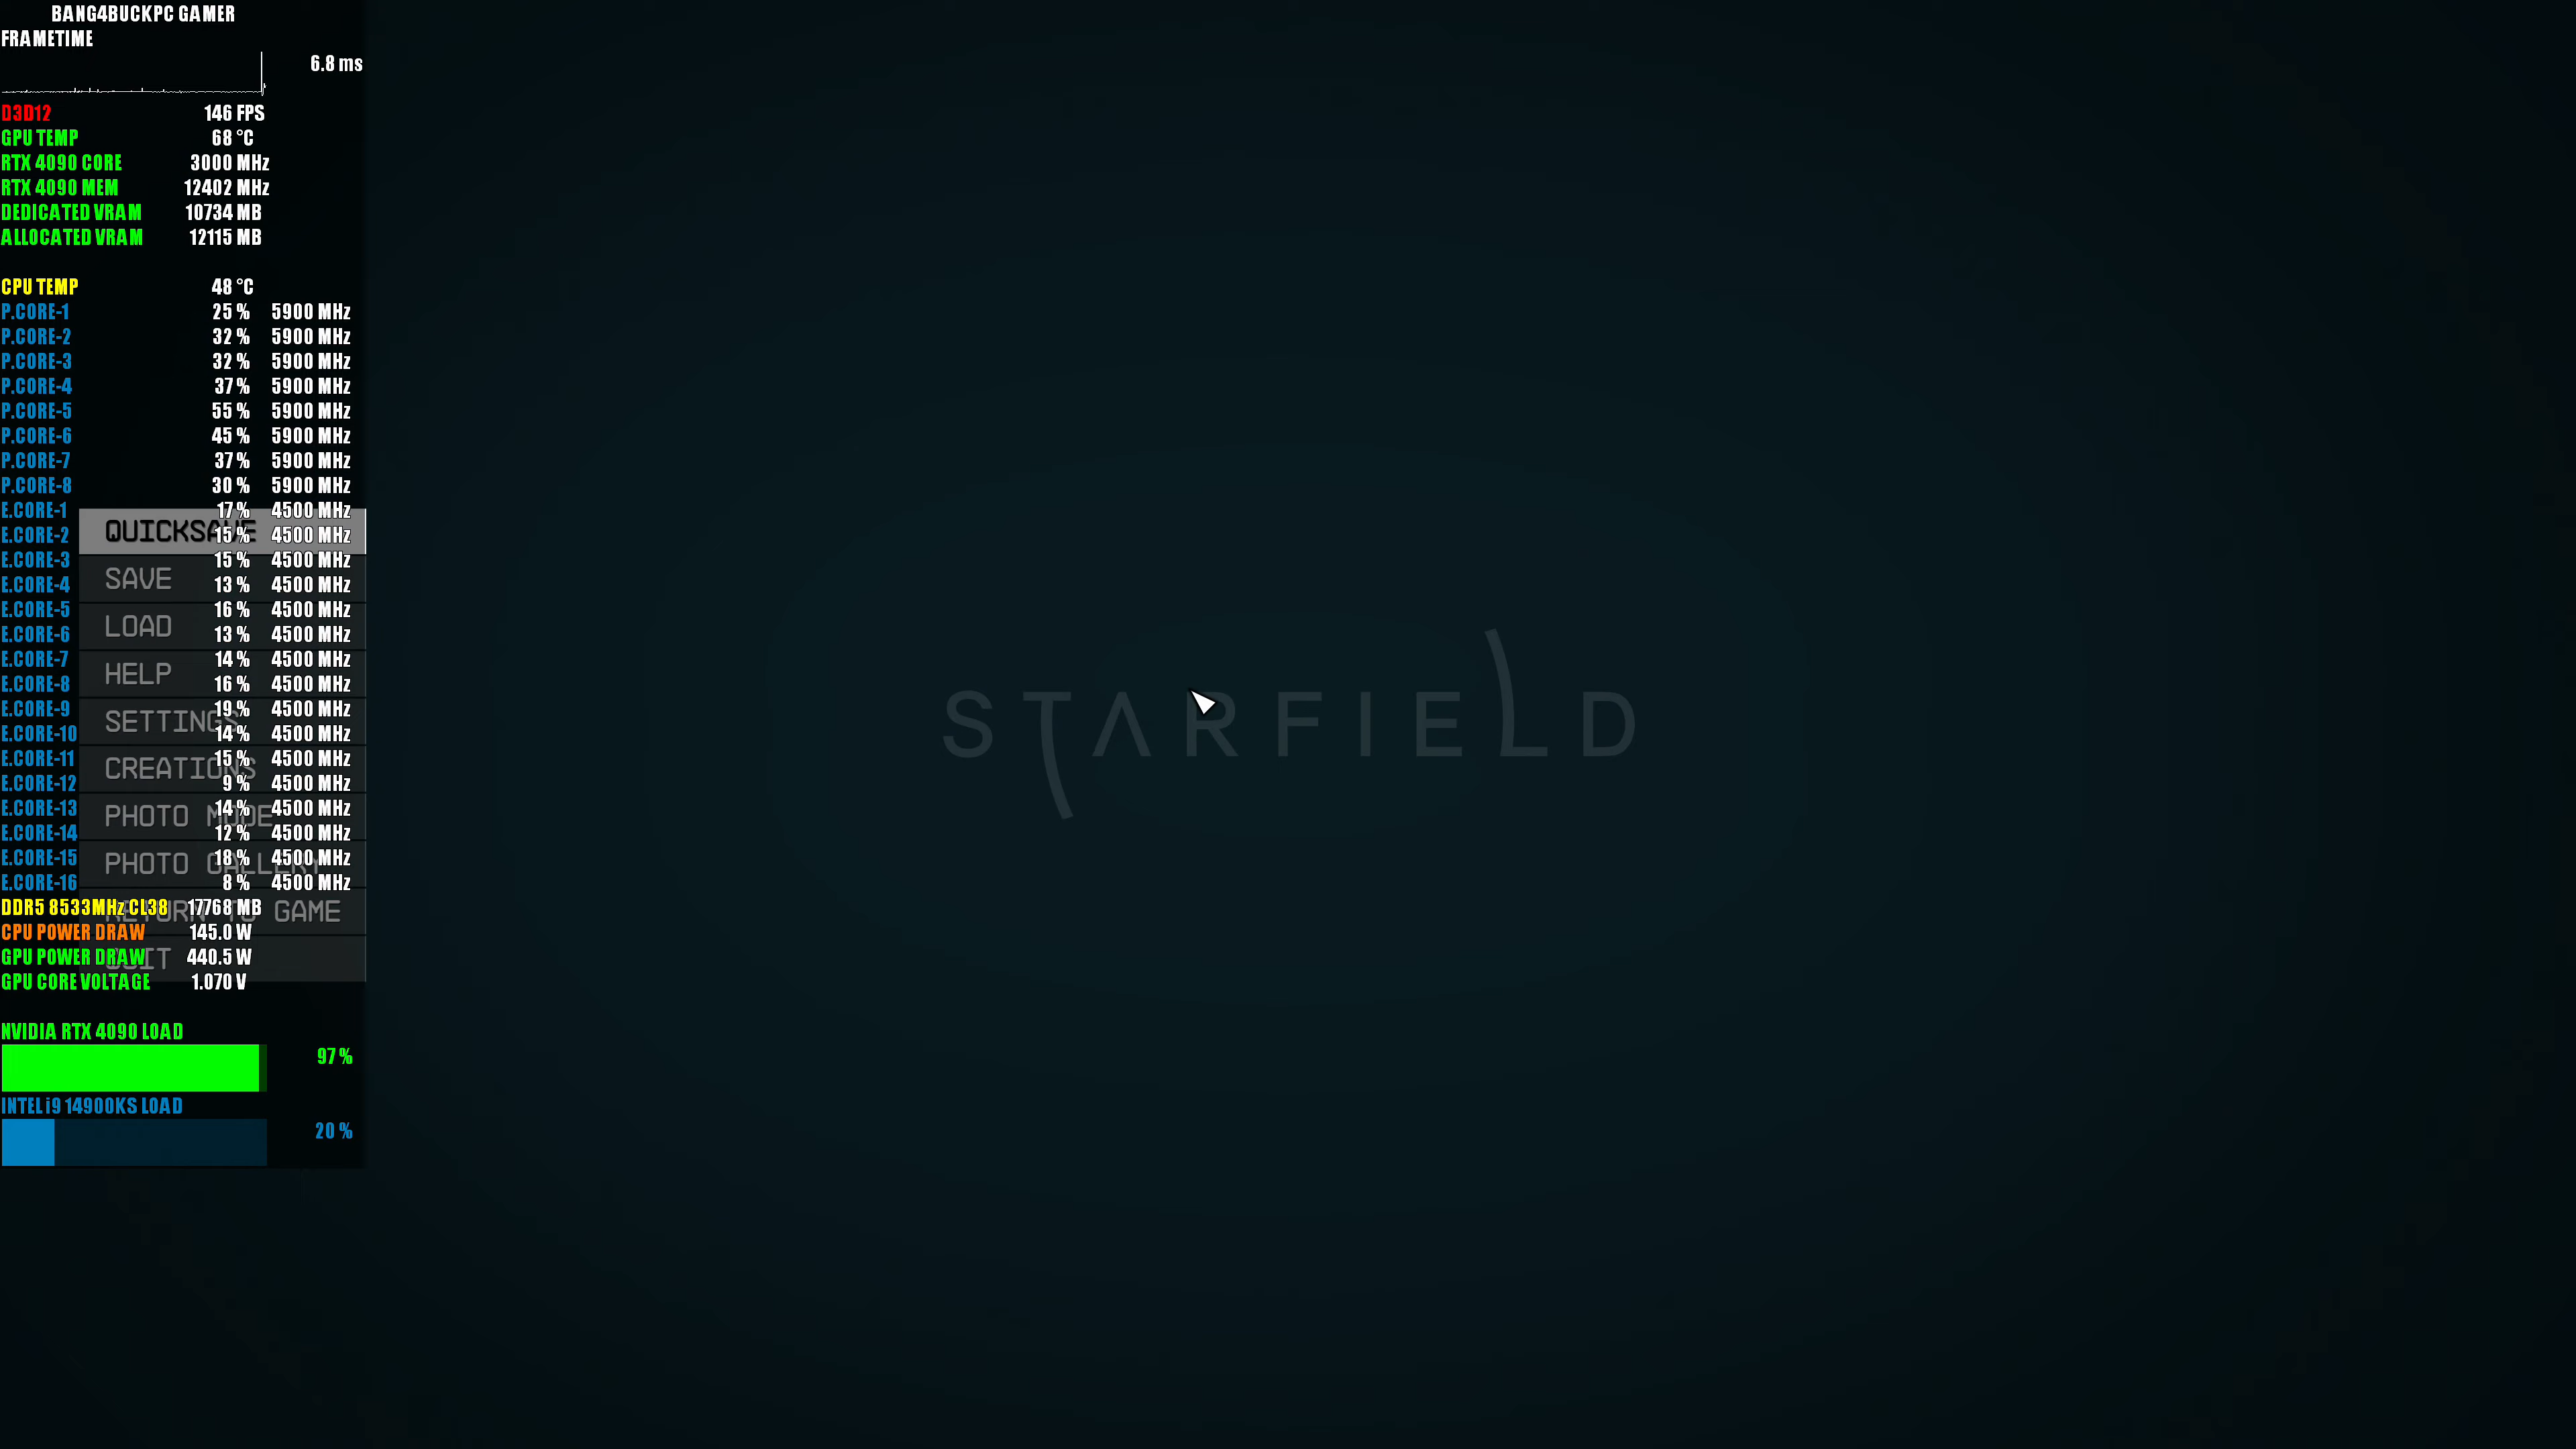 BANG4BUCKPC GAMER
FRAMETIME
6.8 ms
D3D12 146 FPS
GPU TEMP 68 °C
RTX 4090 CORE 3000 MHz
RTX 4090 MEM 12402 MHz
DEDICATED VRAM 10734 MB
ALLOCATED VRAM 12115 MB
CPU TEMP 48 °C
P.CORE-1 25 % 5900 MHz
P.CORE-2 32 % 5900 MHz
P.CORE-3 32 % 5900 MHz
P.CORE-4 37 % 5900 MHz
P.CORE-5 55 % 5900 MHz
P.CORE-6 45 % 5900 MHz
P.CORE-7 37 % 5900 MHz
P.CORE-8 30 % 5900 MHz
E.CORE-1 17 % 4500 MHz
E.CORE-2 15 % 4500 MHz
E.CORE-3 15 % 4500 MHz
E.CORE-4 13 % 4500 MHz
E.CORE-5 16 % 4500 MHz
E.CORE-6 13 % 4500 MHz
E.CORE-7 14 % 4500 MHz
E.CORE-8 16 % 4500 MHz
E.CORE-9 19 % 4500 MHz
E.CORE-10 14 % 4500 MHz
E.CORE-11 15 % 4500 MHz
E.CORE-12 9 % 4500 MHz
E.CORE-13 14 % 4500 MHz
E.CORE-14 12 % 4500 MHz
E.CORE-15 18 % 4500 MHz
E.CORE-16 8 % 4500 MHz
DDR5 8533MHz CL38 17768 MB
CPU POWER DRAW 145.0 W
GPU POWER DRAW 440.5 W
GPU CORE VOLTAGE 1.070 V
NVIDIA RTX 4090 LOAD
97 %
INTEL i9 14900KS LOAD
20 %
QUICKSAVE
SAVE
LOAD
HELP
SETTINGS
CREATIONS
PHOTO MODE
PHOTO GALLERY
RETURN TO GAME
QUIT
STARFIELD